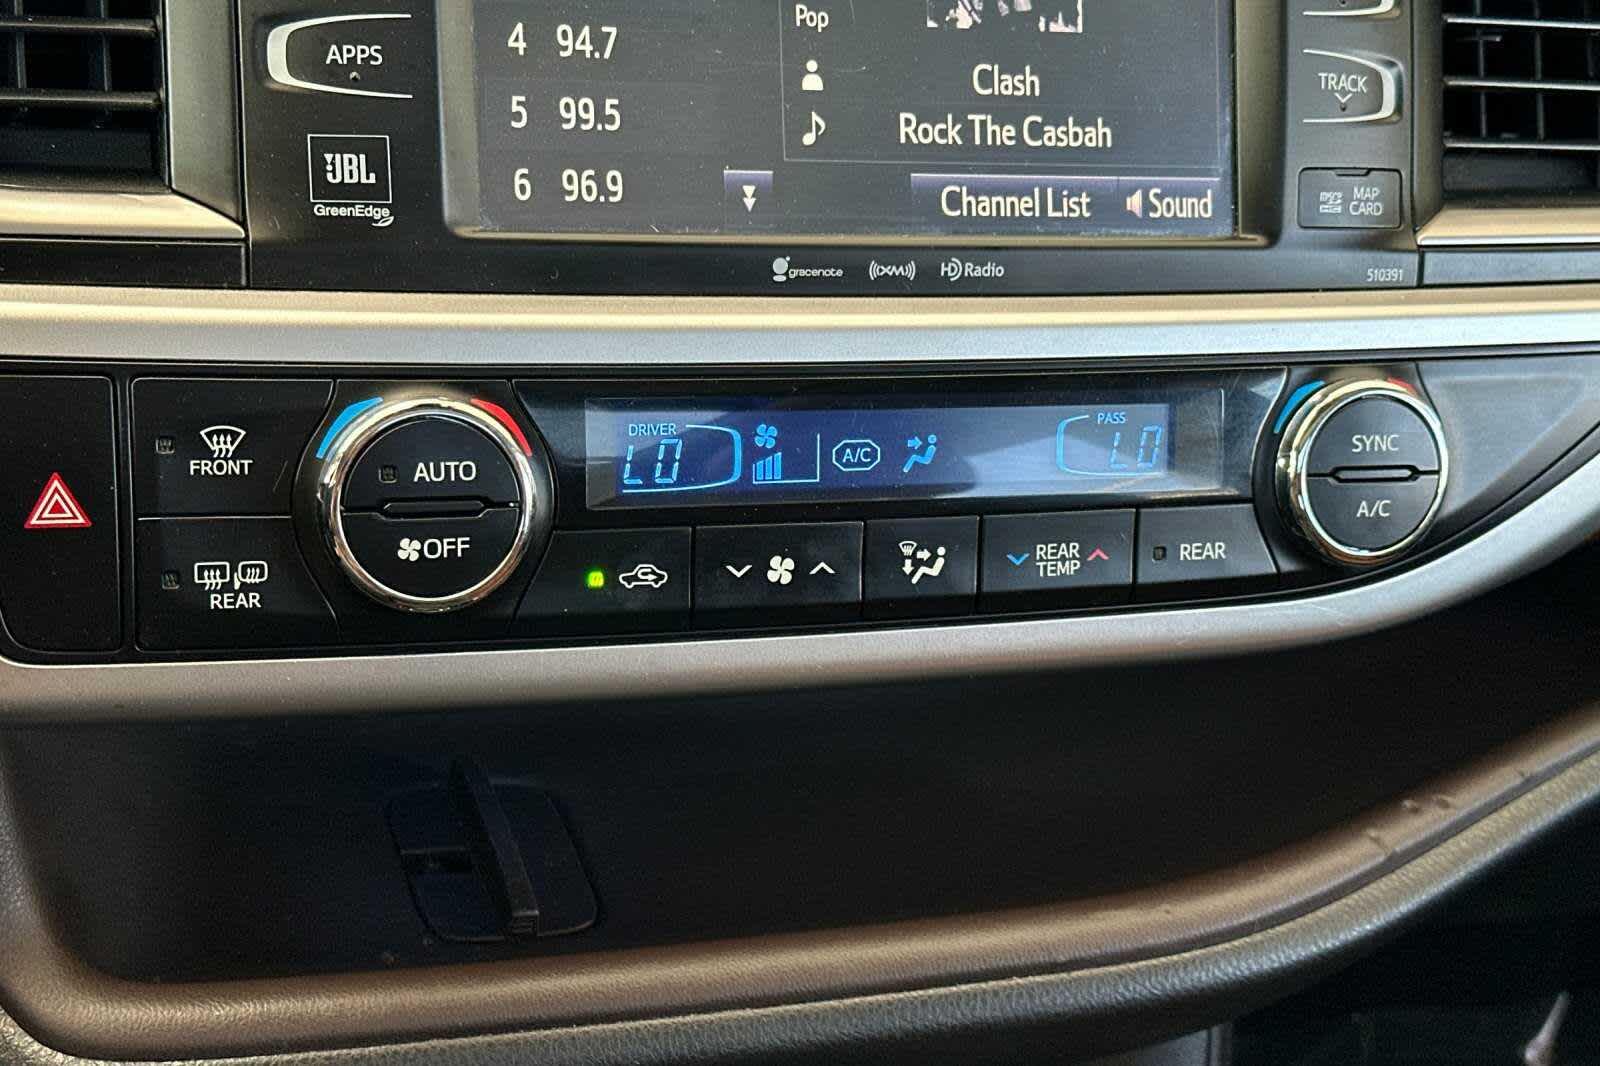 APPS
JBL
GreenEdge
4 94.7
5 99.5
6 96.9
Pop
Clash
Rock The Casbah
Channel List
Sound
TRACK
micro SD
MAP
CARD
gracenote
((XM))
HD Radio
510391
FRONT
REAR
AUTO
OFF
DRIVER
LO
A/C
PASS
LO
SYNC
A/C
REAR
TEMP
REAR